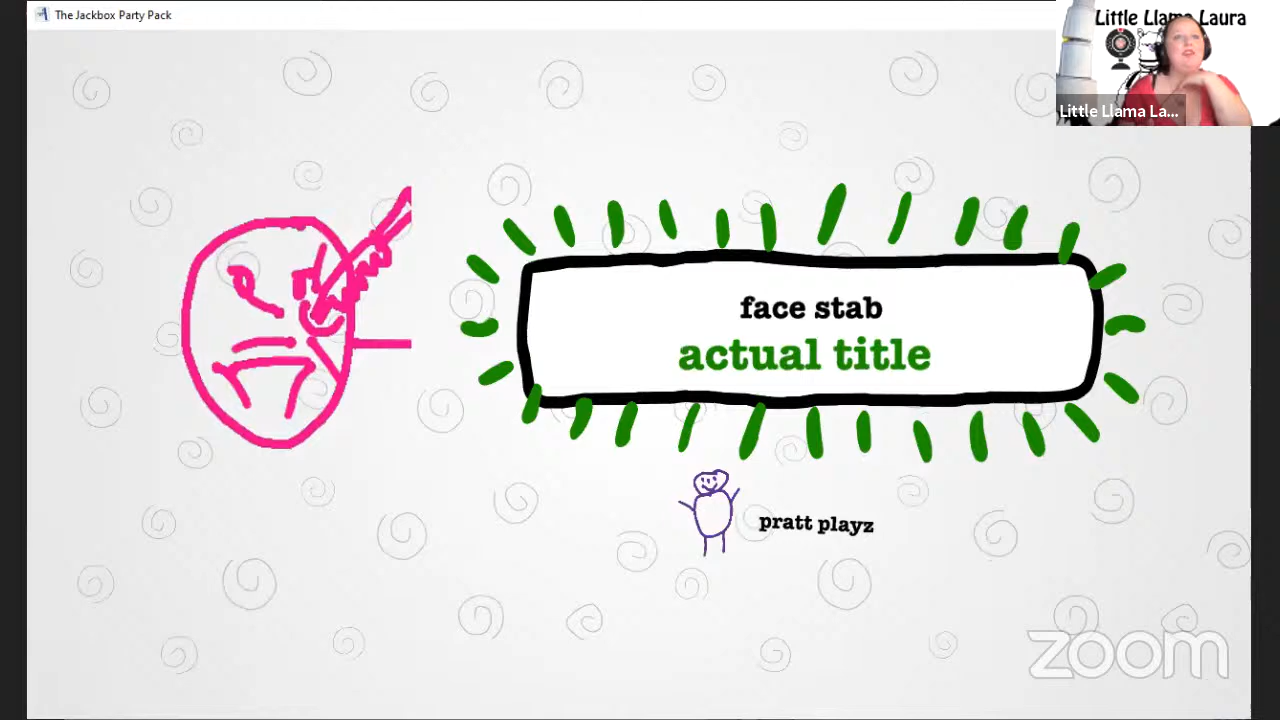 The Jackbox Party Pack
Little Llama Laura
Little Llama La...
face stab
actual title
pratt playz
zoom